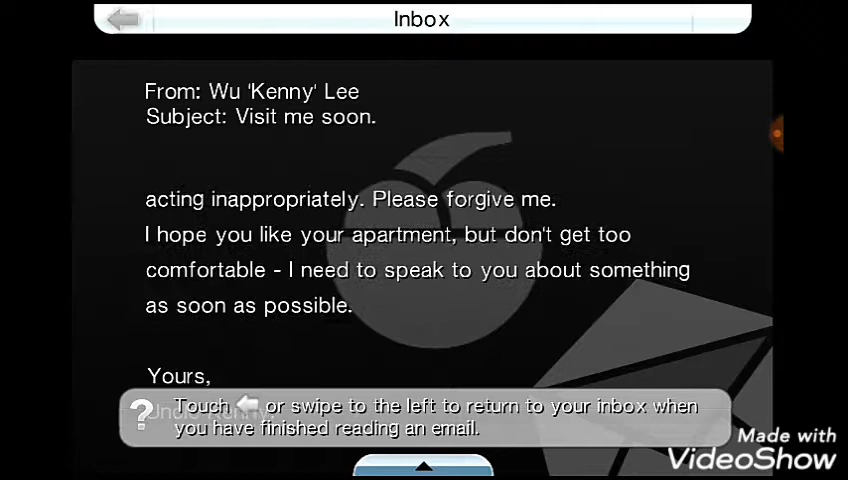 Inbox
From: Wu 'Kenny' Lee
Subject: Visit me soon.
acting inappropriately. Please forgive me.
I hope you like your apartment, but don't get too
comfortable - I need to speak to you about something
as soon as possible.
Yours,
Uncle Kenny.
? Touch or swipe to the left to return to your inbox when
you have finished reading an email.
Made with
VideoShow